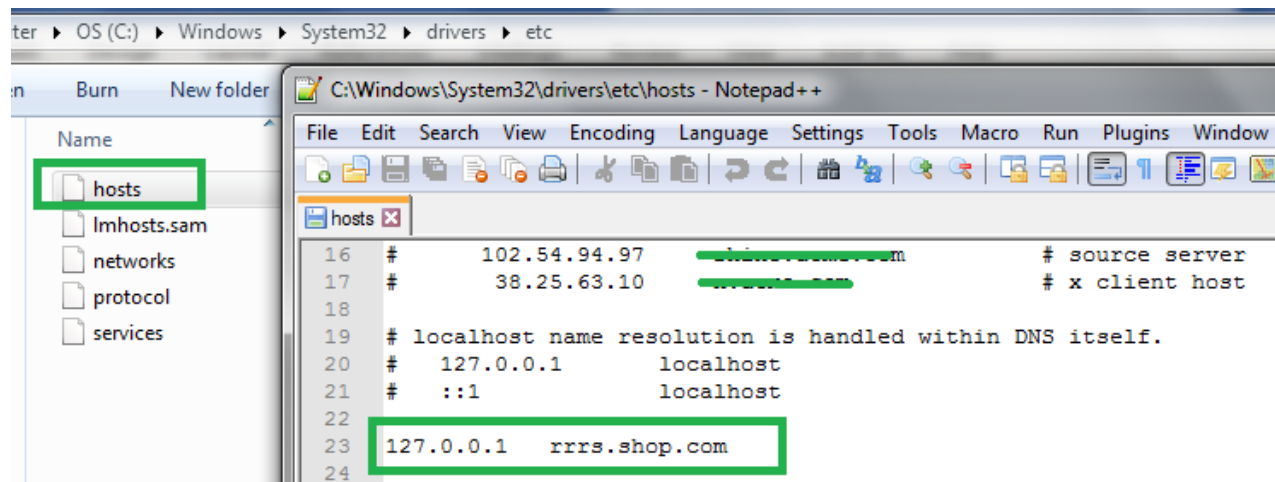 ter ▸ OS (C:) ▸ Windows ▸ System32 ▸ drivers ▸ etc
Burn New folder
Name
hosts
lmhosts.sam
networks
protocol
services
C:\Windows\System32\drivers\etc\hosts - Notepad++
File Edit Search View Encoding Language Settings Tools Macro Run Plugins Window
hosts
16 # 102.54.94.97 # source server
17 # 38.25.63.10 # x client host
18
19 # localhost name resolution is handled within DNS itself.
20 # 127.0.0.1 localhost
21 # ::1 localhost
22
23 127.0.0.1 rrrs.shop.com
24